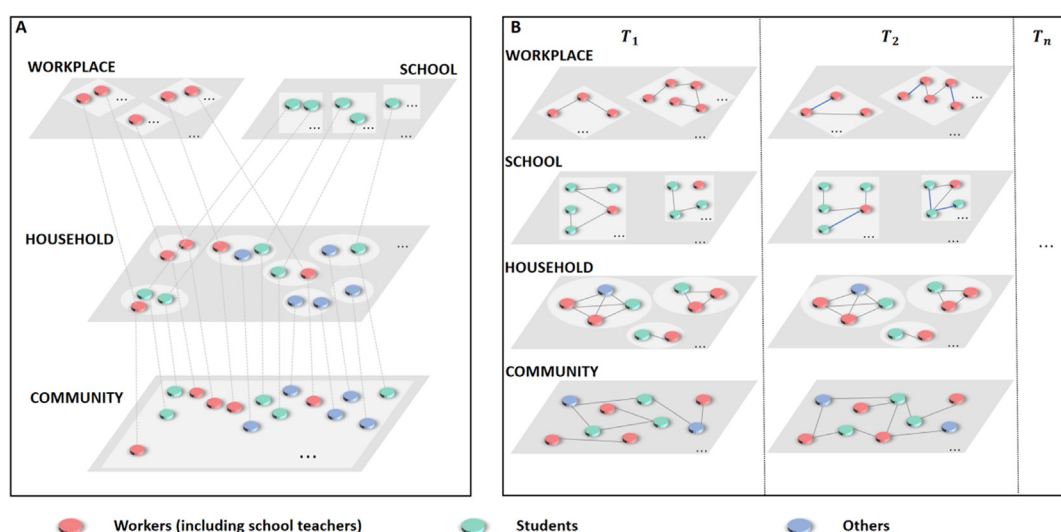 A
WORKPLACE
SCHOOL
...
...
...
...
...
...
...
...
HOUSEHOLD
...
COMMUNITY
...
B
T₁
T₂
Tₙ
WORKPLACE
...
...
...
...
...
...
SCHOOL
...
...
...
...
...
HOUSEHOLD
...
...
COMMUNITY
...
...
Workers (including school teachers)
Students
Others